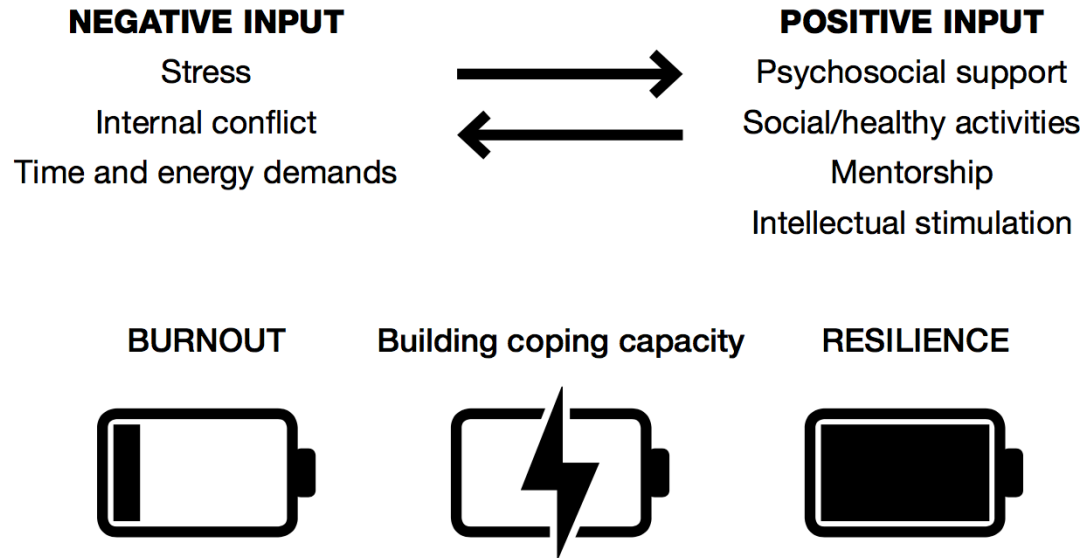 NEGATIVE INPUT
Stress
Internal conflict
Time and energy demands
POSITIVE INPUT
Psychosocial support
Social/healthy activities
Mentorship
Intellectual stimulation
BURNOUT
Building coping capacity
RESILIENCE